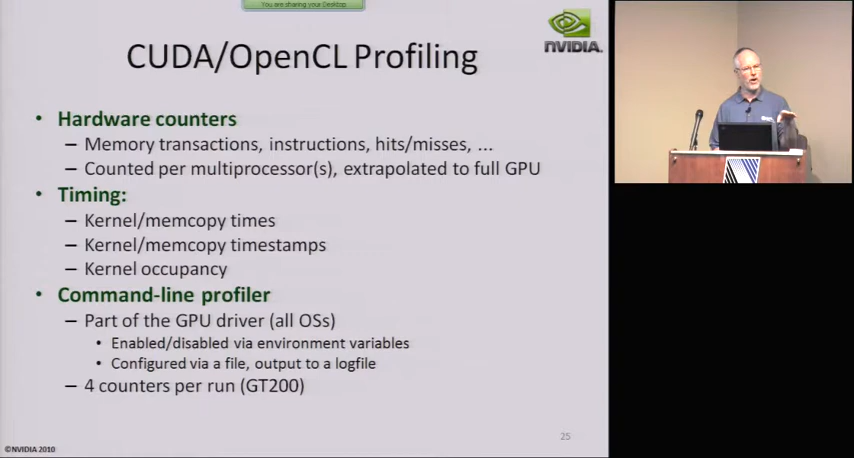 You are sharing your Desktop
NVIDIA.
CUDA/OpenCL Profiling
• Hardware counters
– Memory transactions, instructions, hits/misses, ...
– Counted per multiprocessor(s), extrapolated to full GPU
• Timing:
– Kernel/memcopy times
– Kernel/memcopy timestamps
– Kernel occupancy
• Command-line profiler
– Part of the GPU driver (all OSs)
• Enabled/disabled via environment variables
• Configured via a file, output to a logfile
– 4 counters per run (GT200)
25
©NVIDIA 2010